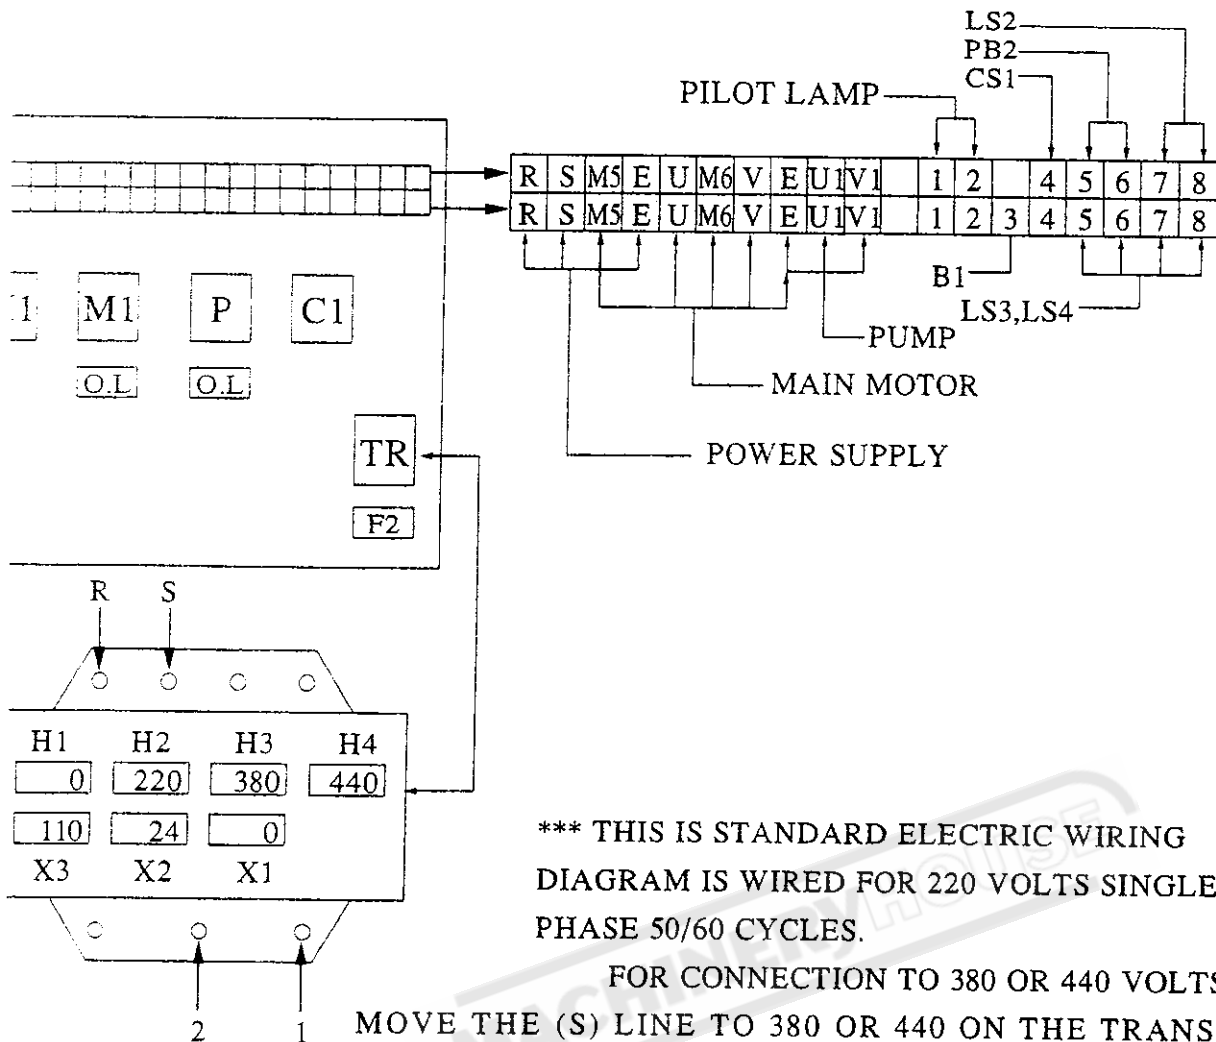 LS2
PB2
CS1
PILOT LAMP
R S M5 E U M6 V E U1 V1 1 2 4 5 6 7 8
R S M5 E U M6 V E U1 V1 1 2 3 4 5 6 7 8
B1
LS3,LS4
PUMP
MAIN MOTOR
POWER SUPPLY
M1 P C1
O.L O.L
TR
F2
R S
H1 H2 H3 H4
0 220 380 440
110 24 0
X3 X2 X1
2 1
*** THIS IS STANDARD ELECTRIC WIRING
DIAGRAM IS WIRED FOR 220 VOLTS SINGLE
PHASE 50/60 CYCLES.
FOR CONNECTION TO 380 OR 440 VOLTS
MOVE THE (S) LINE TO 380 OR 440 ON THE TRANS
MACHINERYHOUSE